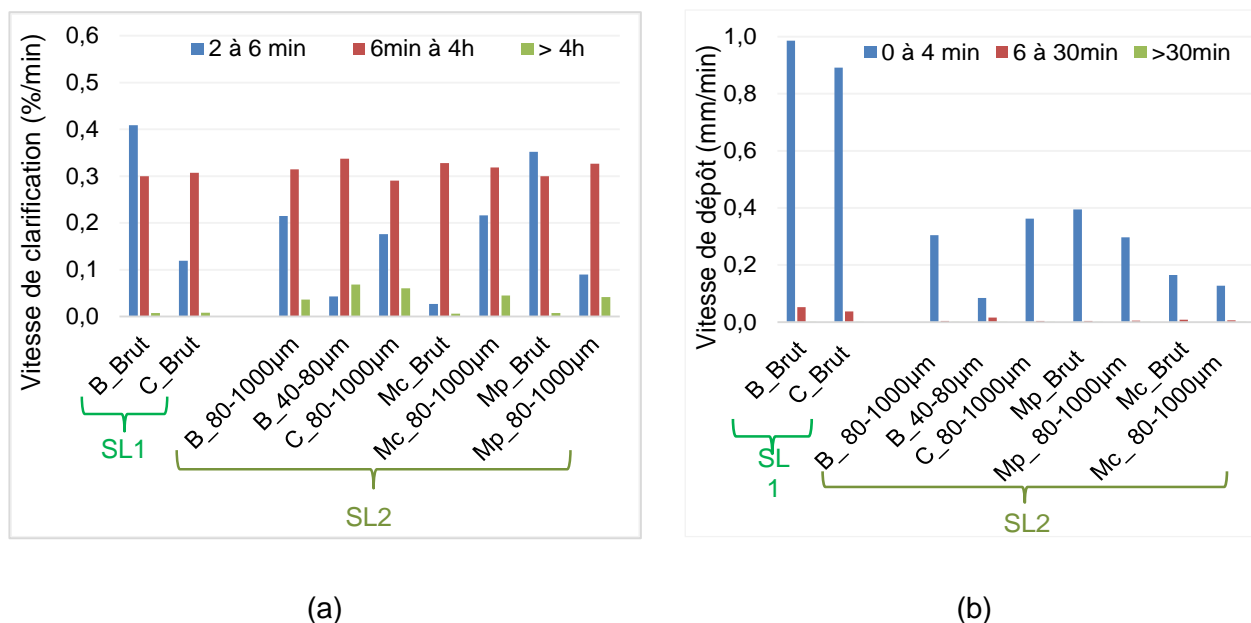 Vitesse de clarification (%/min)
0,6
0,5
0,4
0,3
0,2
0,1
0,0
2 à 6 min 6min à 4h > 4h
B_Brut
C_Brut
B_80-1000µm
B_40-80µm
C_80-1000µm
Mc_Brut
Mc_80-1000µm
Mp_Brut
Mp_80-1000µm
SL1
SL2
(a)
Vitesse de dépôt (mm/min)
1,0
0,8
0,6
0,4
0,2
0,0
0 à 4 min 6 à 30min >30min
B_Brut
C_Brut
B_ 80-1000µm
B_40-80µm
C_80-1000µm
Mp_Brut
Mp_ 80-1000µm
Mc_Brut
Mc_ 80-1000µm
SL
1
SL2
(b)